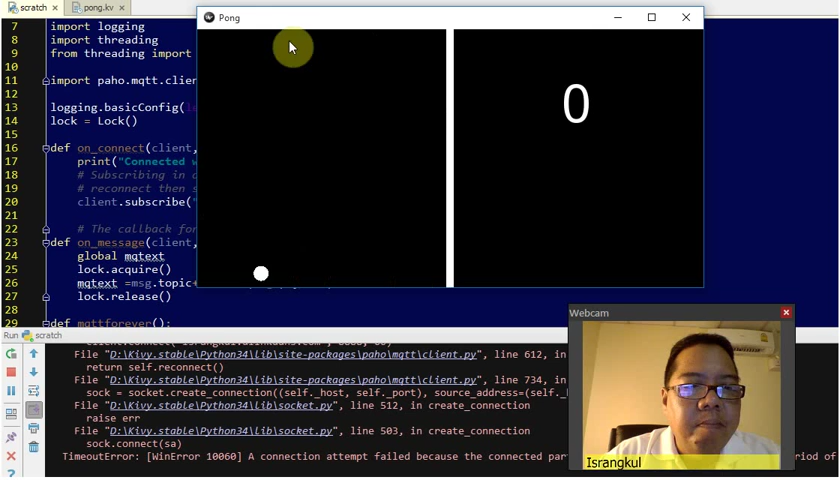 scratch
pong.kv
Pong
7 import logging
8 import threading
9 from threading import
10
11 import paho.mqtt.clien
12
13 logging.basicConfig(
14 lock = Lock()
15
16 def on_connect(client,
17 print("Connected w
18 # Subscribing in c
19 # reconnect then s
20 client.subscribe("
21
22 # The callback for
23 def on_message(client,
24 global mqtext
25 lock.acquire()
26 mqtext =msg.topic+
27 lock.release()
28
29 def mqttforever():
0
Webcam
Run scratch
File "D:\Kivy.stable\Python34\lib\site-packages\paho\mqtt\client.py", line 612, in
return self.reconnect()
File "D:\Kivy.stable\Python34\lib\site-packages\paho\mqtt\client.py", line 734, in
sock = socket.create_connection((self._host, self._port), source_address=(self._
File "D:\Kivy.stable\Python34\lib\socket.py", line 512, in create_connection
raise err
File "D:\Kivy.stable\Python34\lib\socket.py", line 503, in create_connection
sock.connect(sa)
TimeoutError: [WinError 10060] A connection attempt failed because the connected par
riod of
Israngkul